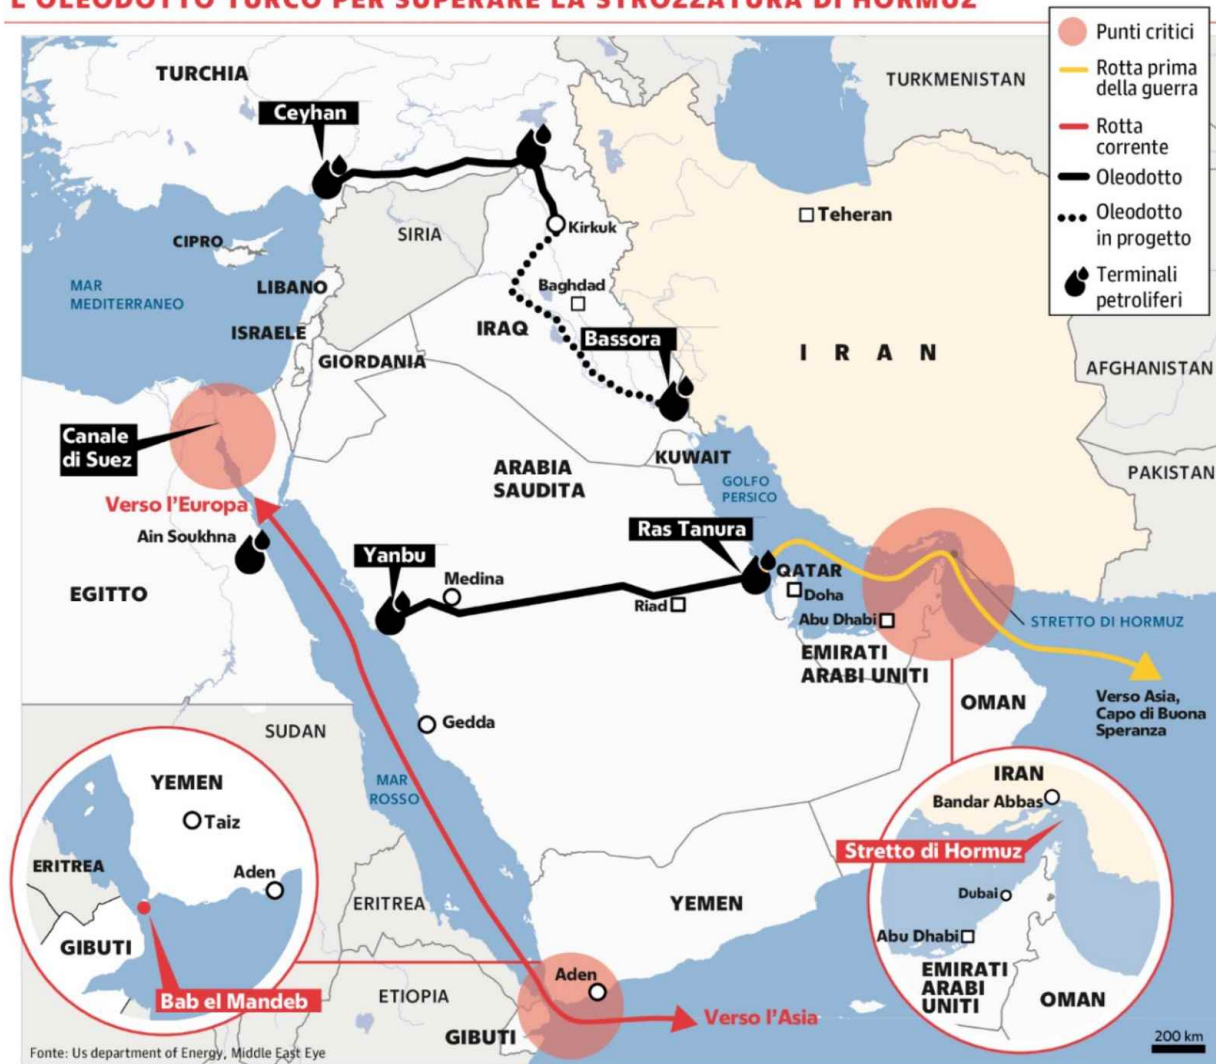 L'OLEODOTTO TURCO PER SUPERARE LA STROZZATURA DI HORMUZ
Punti critici
Rotta prima
della guerra
Rotta
corrente
Oleodotto
Oleodotto
in progetto
Terminali
petroliferi
TURCHIA
TURKMENISTAN
Ceyhan
Teheran
Kirkuk
SIRIA
CIPRO
MAR
MEDITERRANEO
LIBANO
Baghdad
ISRAELE
IRAQ
Bassora
GIORDANIA
IRAN
AFGHANISTAN
Canale
di Suez
KUWAIT
ARABIA
SAUDITA
GOLFO
PERSICO
PAKISTAN
Verso l'Europa
Ain Soukhna
Ras Tanura
Yanbu
Medina
QATAR
Doha
EGITTO
Riad
Abu Dhabi
STRETTO DI HORMUZ
EMIRATI
ARABI UNITI
OMAN
Verso Asia,
Capo di Buona
Speranza
Gedda
SUDAN
MAR
ROSSO
YEMEN
Taiz
ERITREA
Aden
GIBUTI
Bab el Mandeb
IRAN
Bandar Abbas
Stretto di Hormuz
Dubai
Abu Dhabi
EMIRATI
ARABI
UNITI
OMAN
YEMEN
ERITREA
Aden
ETIOPIA
GIBUTI
Verso l'Asia
200 km
Fonte: Us department of Energy, Middle East Eye